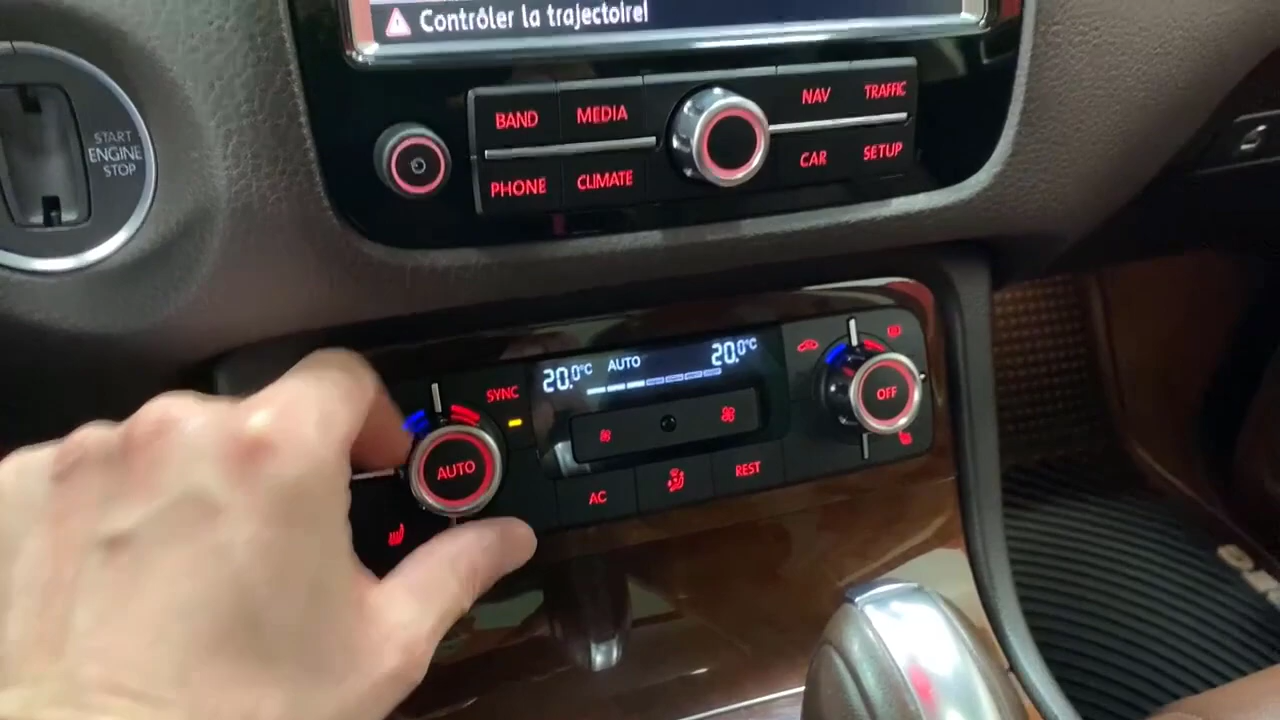 Contrôler la trajectoire!
START
ENGINE
STOP
BAND
MEDIA
NAV
TRAFFIC
PHONE
CLIMATE
CAR
SETUP
SYNC
20.0°C
AUTO
20.0°C
OFF
AUTO
AC
REST